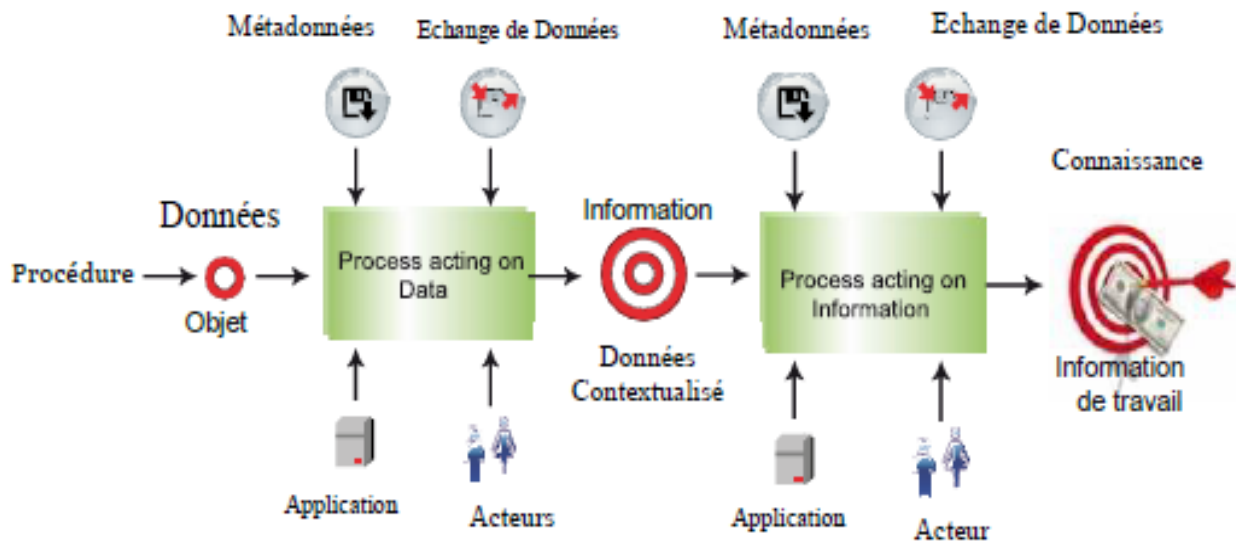 Métadonnées
Echange de Données
Métadonnées
Echange de Données
Connaissance
Données
Information
Procédure
Process acting on
Data
Process acting on
Information
Objet
Données
Contextualisé
Information
de travail
Application
Acteurs
Application
Acteur